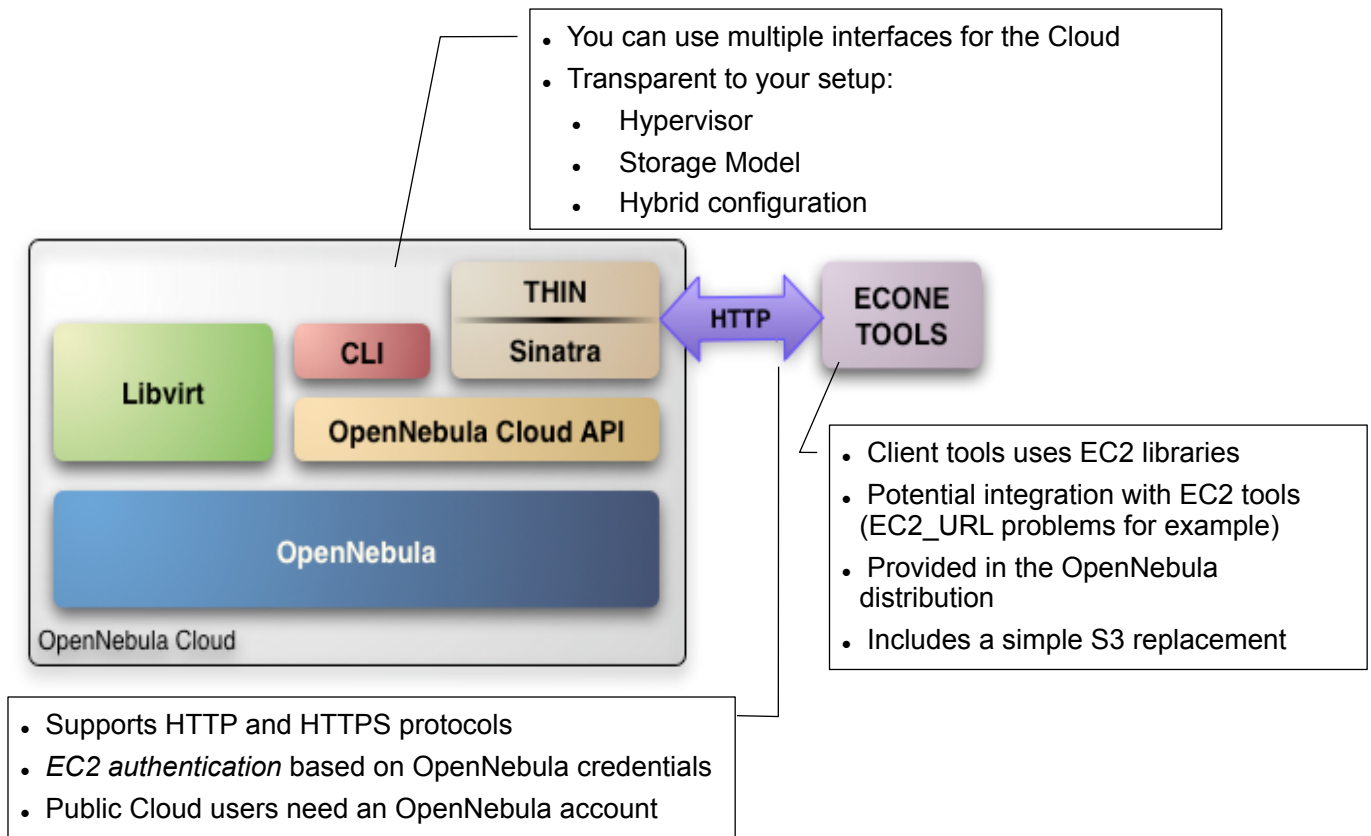 ● You can use multiple interfaces for the Cloud
● Transparent to your setup:
● Hypervisor
● Storage Model
● Hybrid configuration
THIN
Sinatra
HTTP
ECONE
TOOLS
Libvirt
CLI
OpenNebula Cloud API
OpenNebula
OpenNebula Cloud
● Client tools uses EC2 libraries
● Potential integration with EC2 tools
(EC2_URL problems for example)
● Provided in the OpenNebula
distribution
● Includes a simple S3 replacement
● Supports HTTP and HTTPS protocols
● EC2 authentication based on OpenNebula credentials
● Public Cloud users need an OpenNebula account